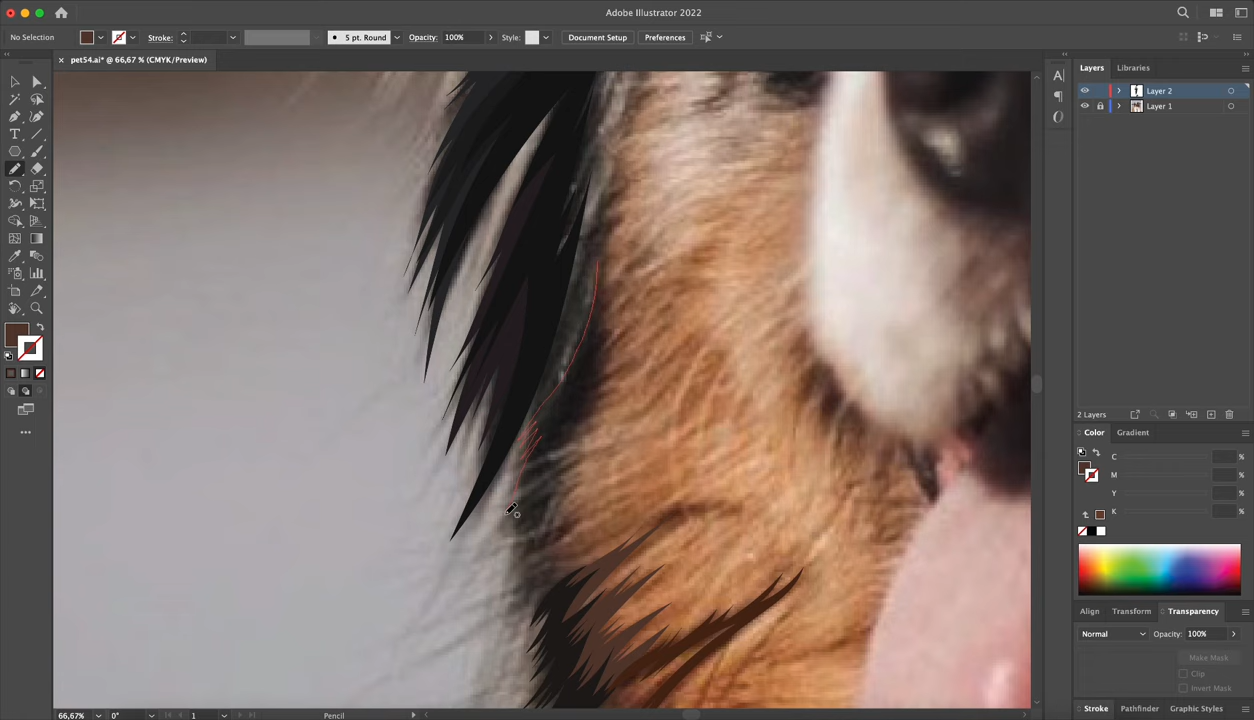 Adobe Illustrator 2022
No Selection
Stroke:
5 pt. Round
Opacity: 100%
Style:
Document Setup
Preferences
pet54.ai* @ 66,67 % (CMYK/Preview)
Layers
Libraries
Layer 2
Layer 1
2 Layers
Color
Gradient
C %
M %
Y %
K %
Align
Transform
Transparency
Normal
Opacity: 100%
Make Mask
Clip
Invert Mask
Stroke
Pathfinder
Graphic Styles
66,67%
0°
1
Pencil